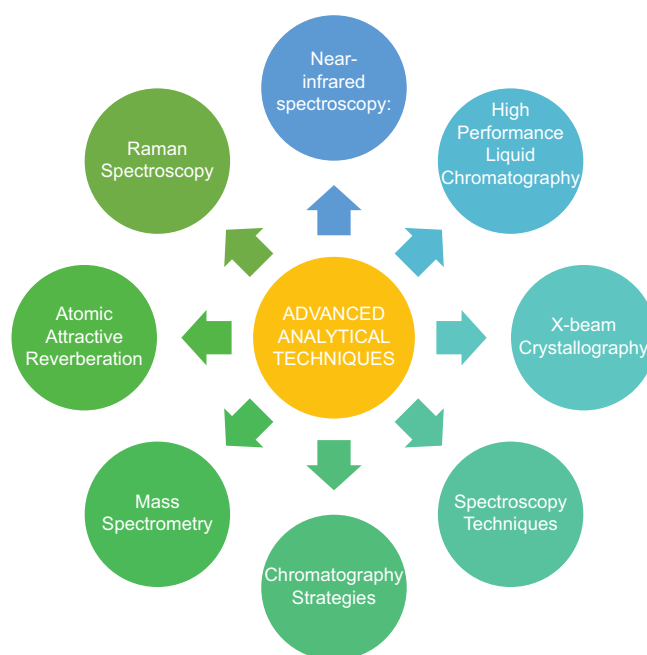 Near-
infrared
spectroscopy:
High
Performance
Liquid
Chromatography
X-beam
Crystallography
Spectroscopy
Techniques
Chromatography
Strategies
Mass
Spectrometry
Atomic
Attractive
Reverberation
Raman
Spectroscopy
ADVANCED
ANALYTICAL
TECHNIQUES